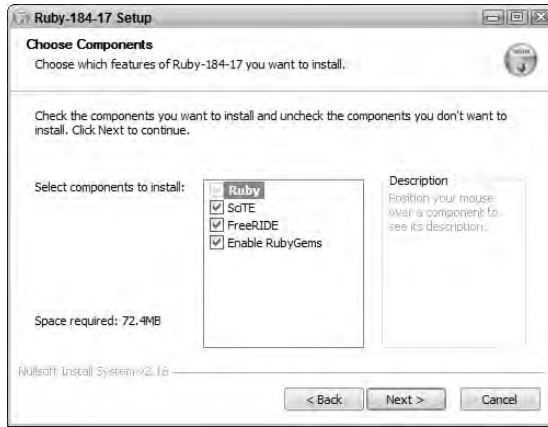 Ruby-184-17 Setup
Choose Components
Choose which features of Ruby-184-17 you want to install.
Check the components you want to install and uncheck the components you don't want to
install. Click Next to continue.
Select components to install:
Ruby
SciTE
FreeRIDE
Enable RubyGems
Description
Position your mouse
over a component to
see its description.
Space required: 72.4MB
Nullsoft Install System v2.16
< Back
Next >
Cancel